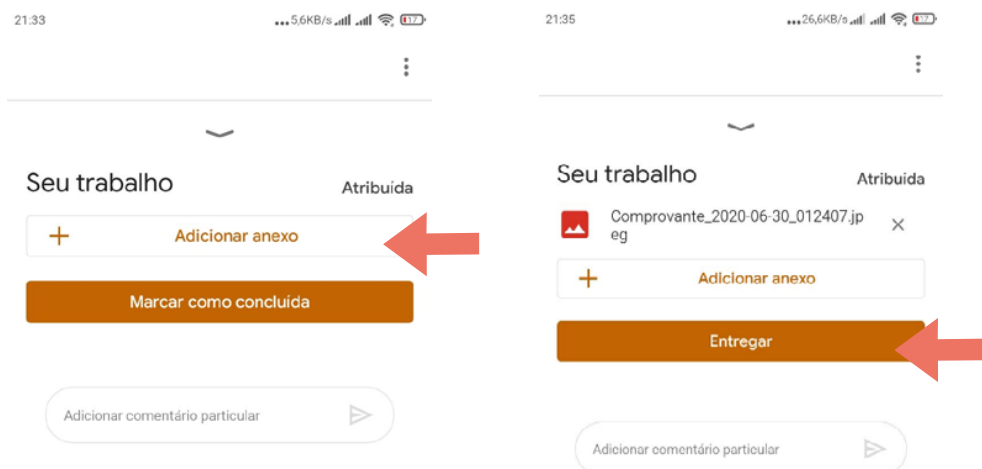 21:33
5,6KB/s 17
Seu trabalho
Atribuída
+ Adicionar anexo
Marcar como concluída
Adicionar comentário particular
21:35
26,6KB/s 17
Seu trabalho
Atribuída
Comprovante_2020-06-30_012407.jp
eg
+ Adicionar anexo
Entregar
Adicionar comentário particular